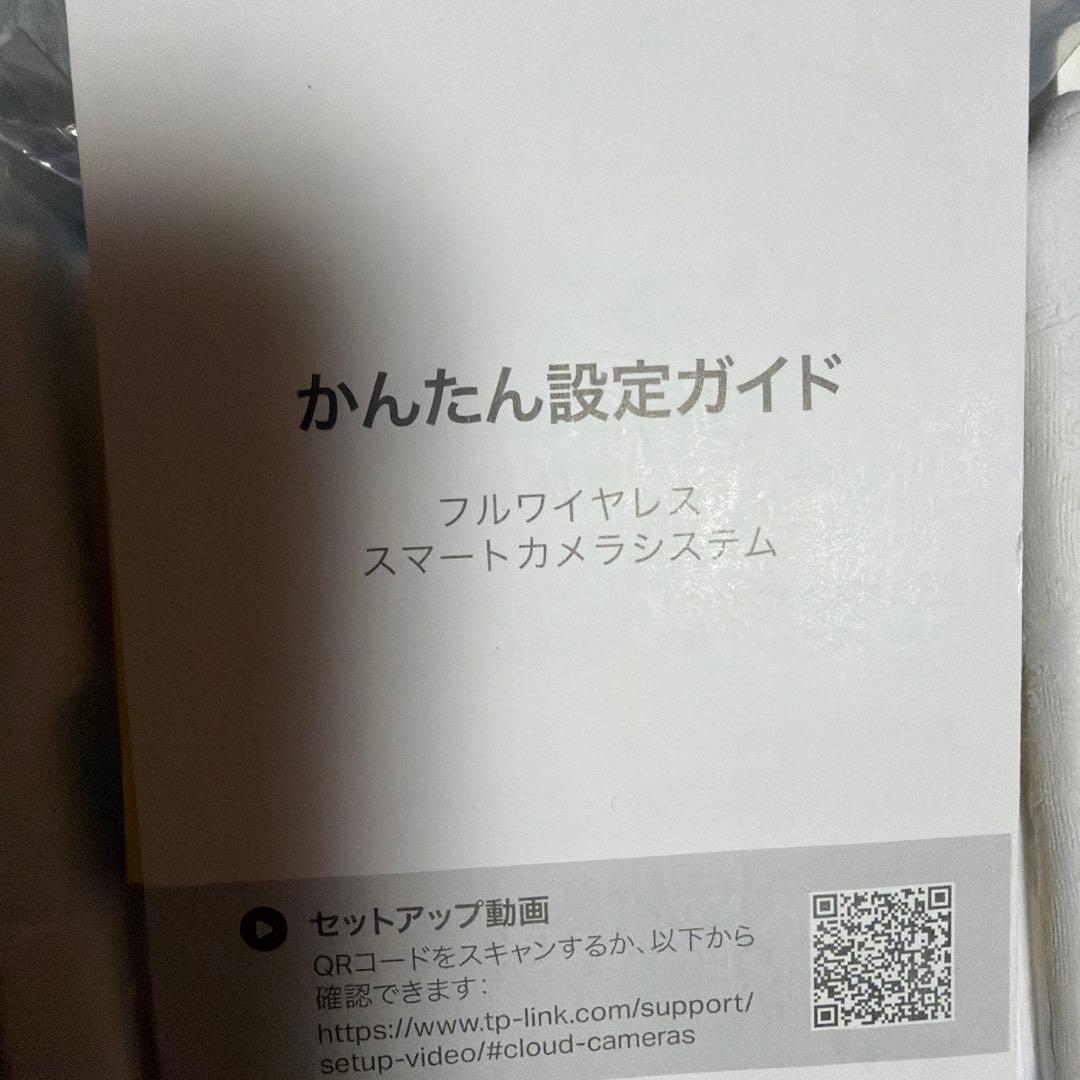 かんたん設定ガイド
フルワイヤレス
スマートカメラシステム
セットアップ動画
QRコードをスキャンするか、以下から
確認できます：
https://www.tp-link.com/support/
setup-video/#cloud-cameras